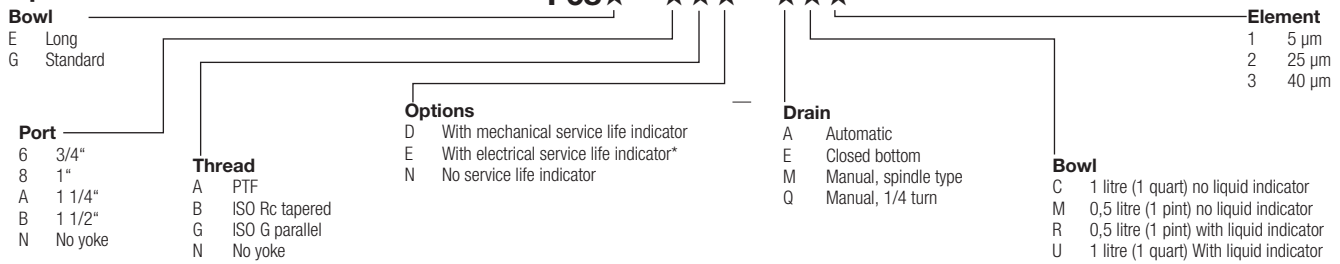 Bowl
E Long
G Standard
Port
6 3/4“
8 1“
A 1 1/4“
B 1 1/2“
N No yoke
Thread
A PTF
B ISO Rc tapered
G ISO G parallel
N No yoke
Options
D With mechanical service life indicator
E With electrical service life indicator*
N No service life indicator
Drain
A Automatic
E Closed bottom
M Manual, spindle type
Q Manual, 1/4 turn
Bowl
C 1 litre (1 quart) no liquid indicator
M 0,5 litre (1 pint) no liquid indicator
R 0,5 litre (1 pint) with liquid indicator
U 1 litre (1 quart) With liquid indicator
Element
1 5 µm
2 25 µm
3 40 µm